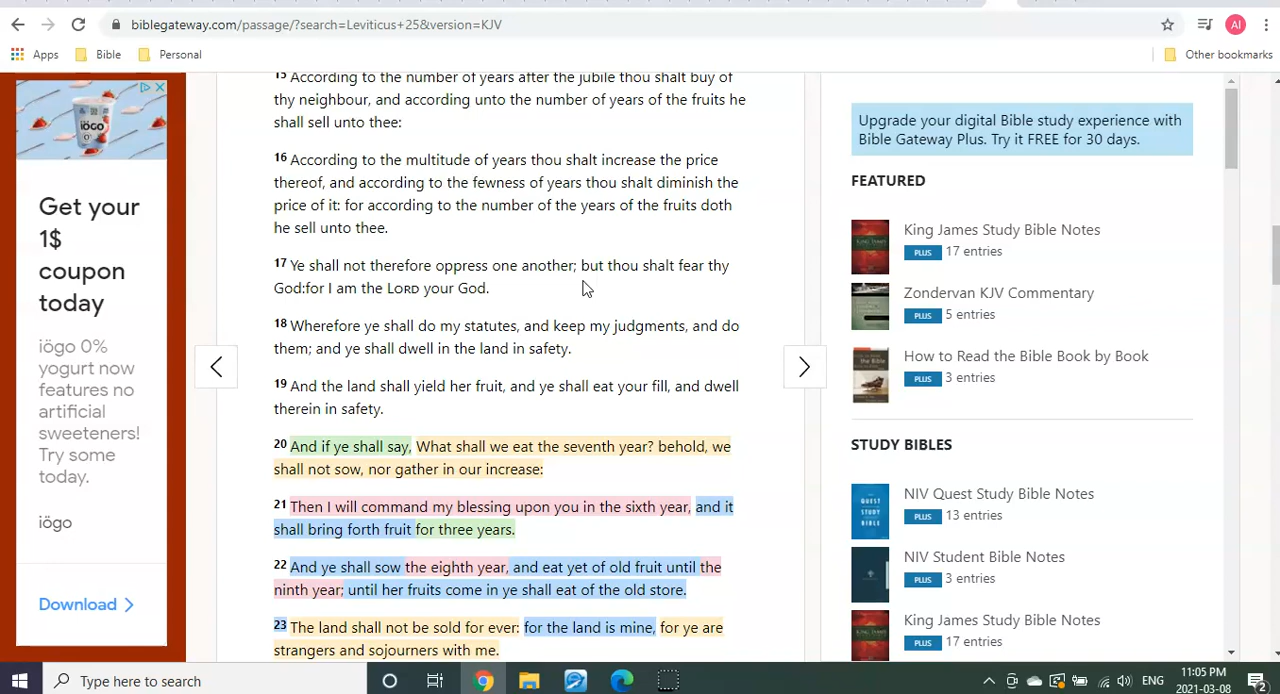 biblegateway.com/passage/?search=Leviticus+25&version=KJV
AI
Apps
Bible
Personal
Other bookmarks
iögo
Get your
1$
coupon
today
iögo 0%
yogurt now
features no
artificial
sweeteners!
Try some
today.
iögo
Download
15 According to the number of years after the jubile thou shalt buy of
thy neighbour, and according unto the number of years of the fruits he
shall sell unto thee:
16 According to the multitude of years thou shalt increase the price
thereof, and according to the fewness of years thou shalt diminish the
price of it: for according to the number of the years of the fruits doth
he sell unto thee.
17 Ye shall not therefore oppress one another; but thou shalt fear thy
God:for I am the LORD your God.
18 Wherefore ye shall do my statutes, and keep my judgments, and do
them; and ye shall dwell in the land in safety.
19 And the land shall yield her fruit, and ye shall eat your fill, and dwell
therein in safety.
20 And if ye shall say, What shall we eat the seventh year? behold, we
shall not sow, nor gather in our increase:
21 Then I will command my blessing upon you in the sixth year, and it
shall bring forth fruit for three years.
22 And ye shall sow the eighth year, and eat yet of old fruit until the
ninth year; until her fruits come in ye shall eat of the old store.
23 The land shall not be sold for ever: for the land is mine, for ye are
strangers and sojourners with me.
Upgrade your digital Bible study experience with
Bible Gateway Plus. Try it FREE for 30 days.
FEATURED
King James Study Bible Notes
PLUS 17 entries
Zondervan KJV Commentary
PLUS 5 entries
How to Read the Bible Book by Book
PLUS 3 entries
STUDY BIBLES
NIV Quest Study Bible Notes
PLUS 13 entries
NIV Student Bible Notes
PLUS 3 entries
King James Study Bible Notes
PLUS 17 entries
Type here to search
ENG
11:05 PM
2021-03-08
2